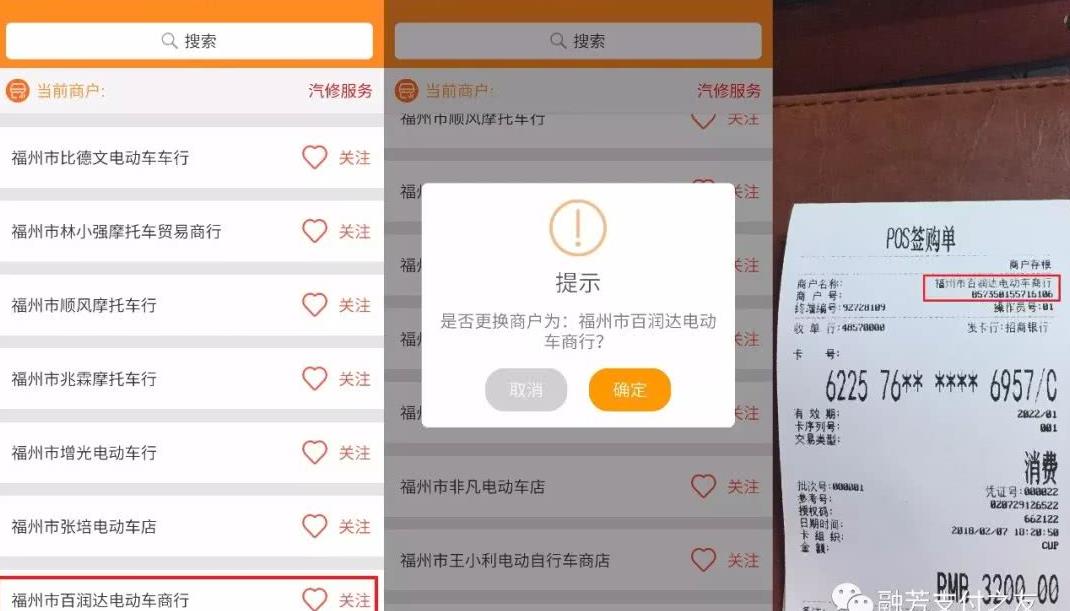 搜索
当前商户:
汽修服务
福州市比德文电动车车行
关注
福州市林小强摩托车贸易商行
关注
福州市顺风摩托车行
关注
福州市兆霖摩托车行
关注
福州市增光电动车行
关注
福州市张培电动车店
关注
福州市百润达电动车商行
关注
搜索
当前商户:
汽修服务
福州市顺风摩托车行
关注
福州
关注
福州
关注
福州
关注
福州
关注
提示
是否更换商户为：福州市百润达电动
车商行？
取消
确定
福州市非凡电动车店
关注
福州市王小利电动自行车商店
关注
POS签购单
商户存根
商户名称:
福州市百润达电动车商行
商 户 号:
057350155716106
终端编号:92728109
操作员号:01
收 单 行:48570000
发卡行:招商银行
卡 号:
6225 76** **** 6957/C
有 效 期:
2022/01
卡序列号:
001
交易类型:
消费
批次号:000001
凭证号:000022
参考号:
020729126522
授权码:
662122
日期时间:
2018/02/07 18:20:50
卡 组 织:
CUP
金 额:
RMB 3200.00
融芳支付之友